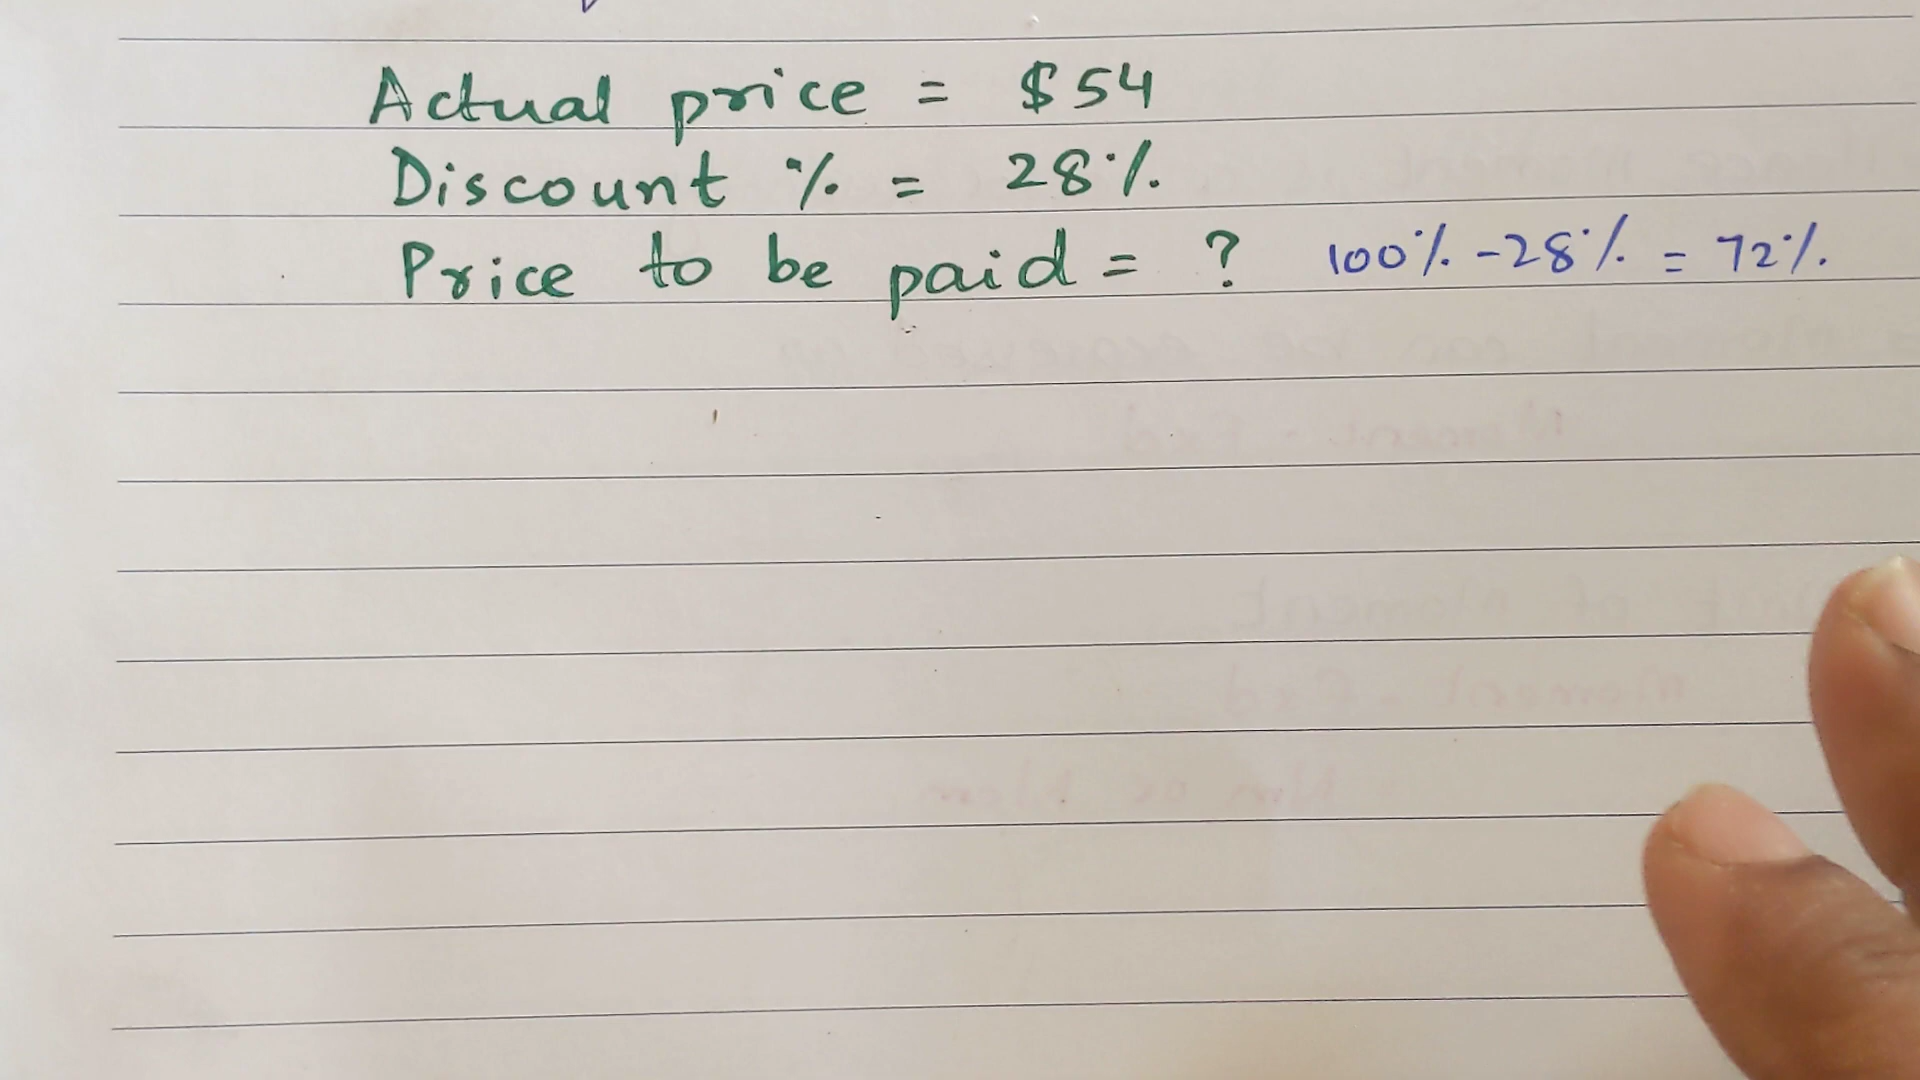 Actual price = $54
Discount % = 28%
Price to be paid = ? 100% - 28% = 72%